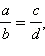 a/b = c/d,